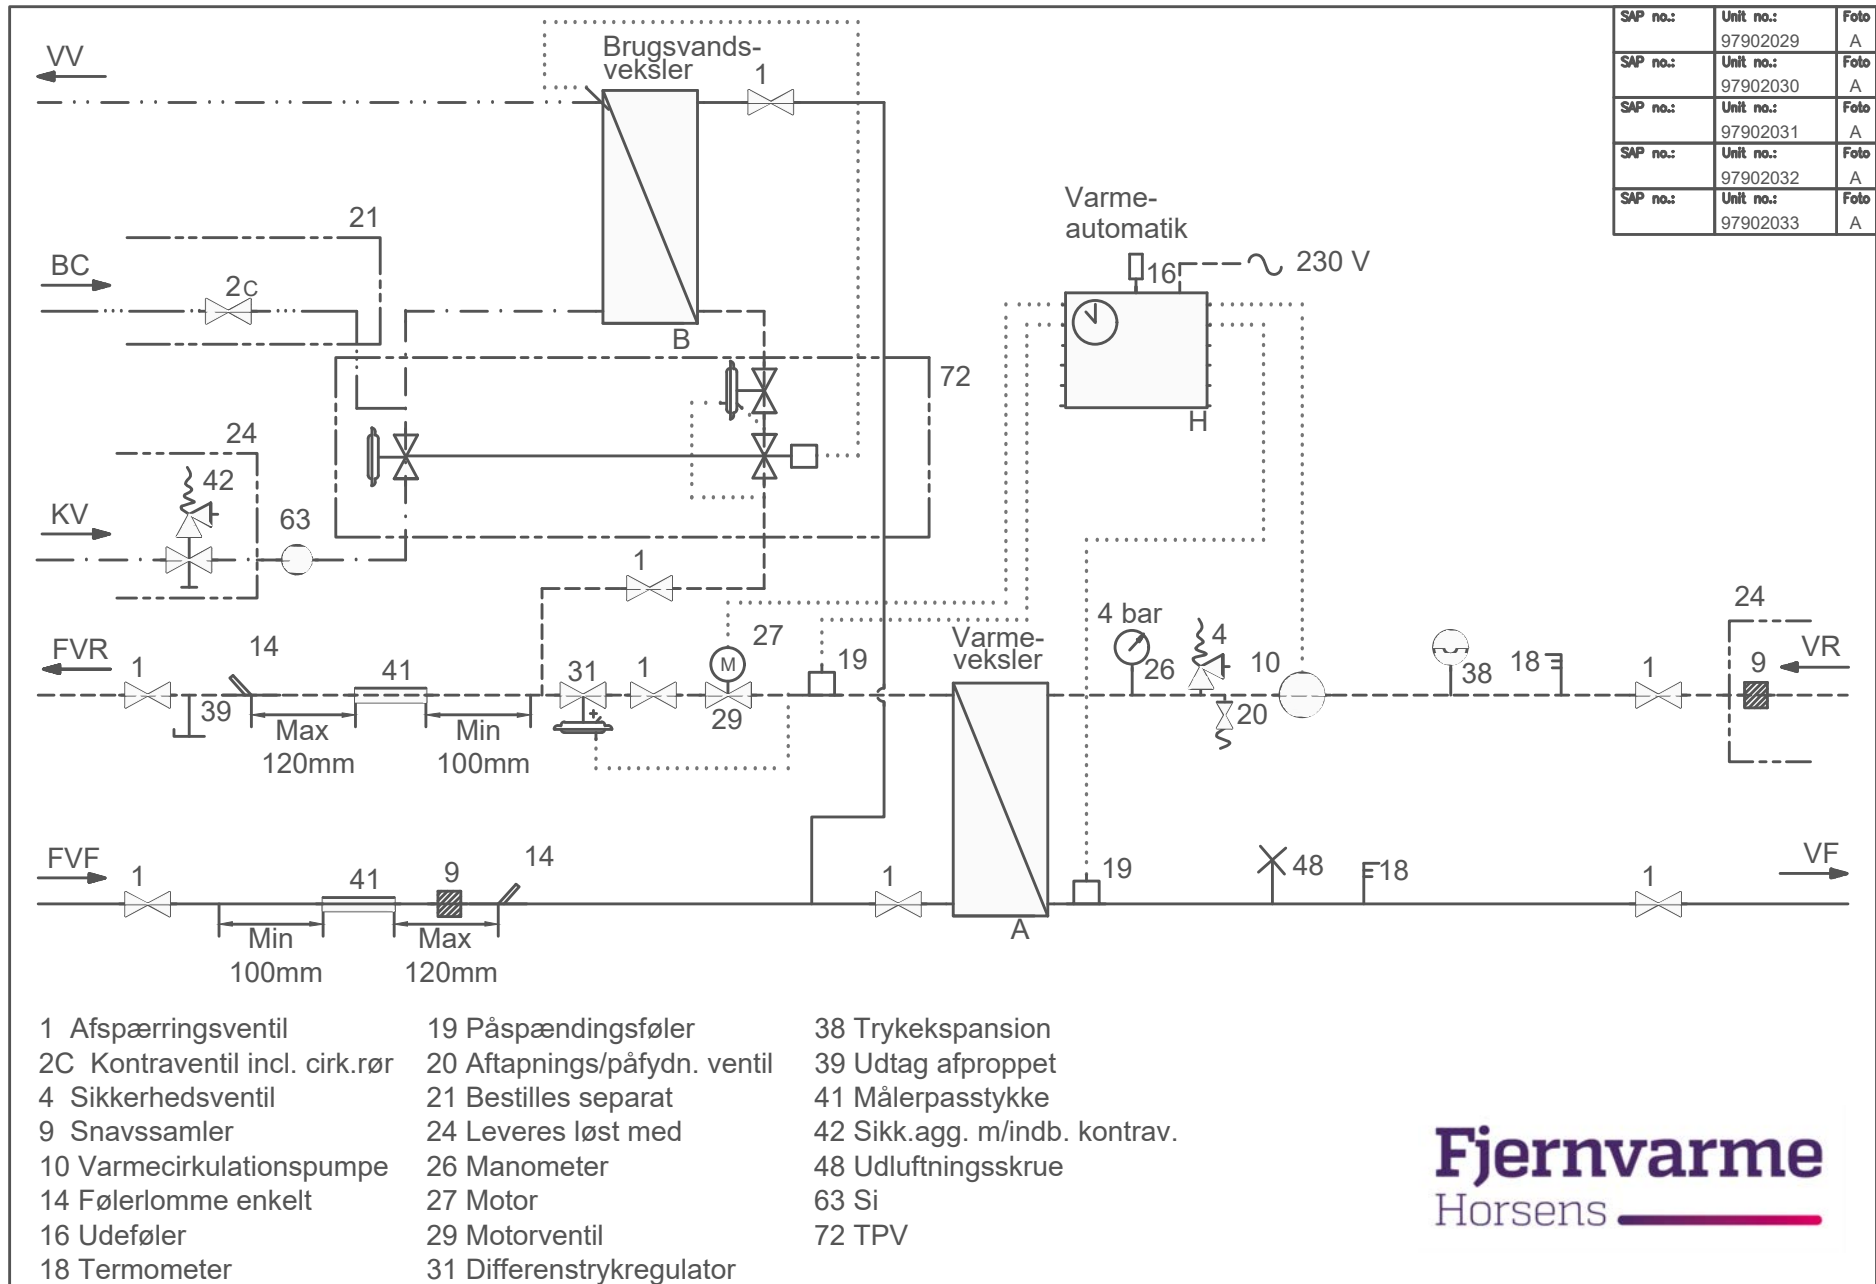 SAP no.: Unit no.: Foto
97902029 A
SAP no.: Unit no.: Foto
97902030 A
SAP no.: Unit no.: Foto
97902031 A
SAP no.: Unit no.: Foto
97902032 A
SAP no.: Unit no.: Foto
97902033 A
VV
Brugsvands-
veksler
1
21
BC
2C
B
Varme-
automatik
16
230 V
H
72
24
42
KV
63
1
FVR
1
14
39
41
Max
120mm
Min
100mm
31
1
27
M
29
19
Varme-
veksler
4 bar
26
4
20
10
38
18
1
24
9
VR
FVF
1
41
9
14
Min
100mm
Max
120mm
1
A
19
48
18
1
VF
1 Afspærringsventil
2C Kontraventil incl. cirk.rør
4 Sikkerhedsventil
9 Snavssamler
10 Varmecirkulationspumpe
14 Følerlomme enkelt
16 Udeføler
18 Termometer
19 Påspændingsføler
20 Aftapnings/påfydn. ventil
21 Bestilles separat
24 Leveres løst med
26 Manometer
27 Motor
29 Motorventil
31 Differenstrykregulator
38 Trykekspansion
39 Udtag afproppet
41 Målerpasstykke
42 Sikk.agg. m/indb. kontrav.
48 Udluftningsskrue
63 Si
72 TPV
Fjernvarme
Horsens